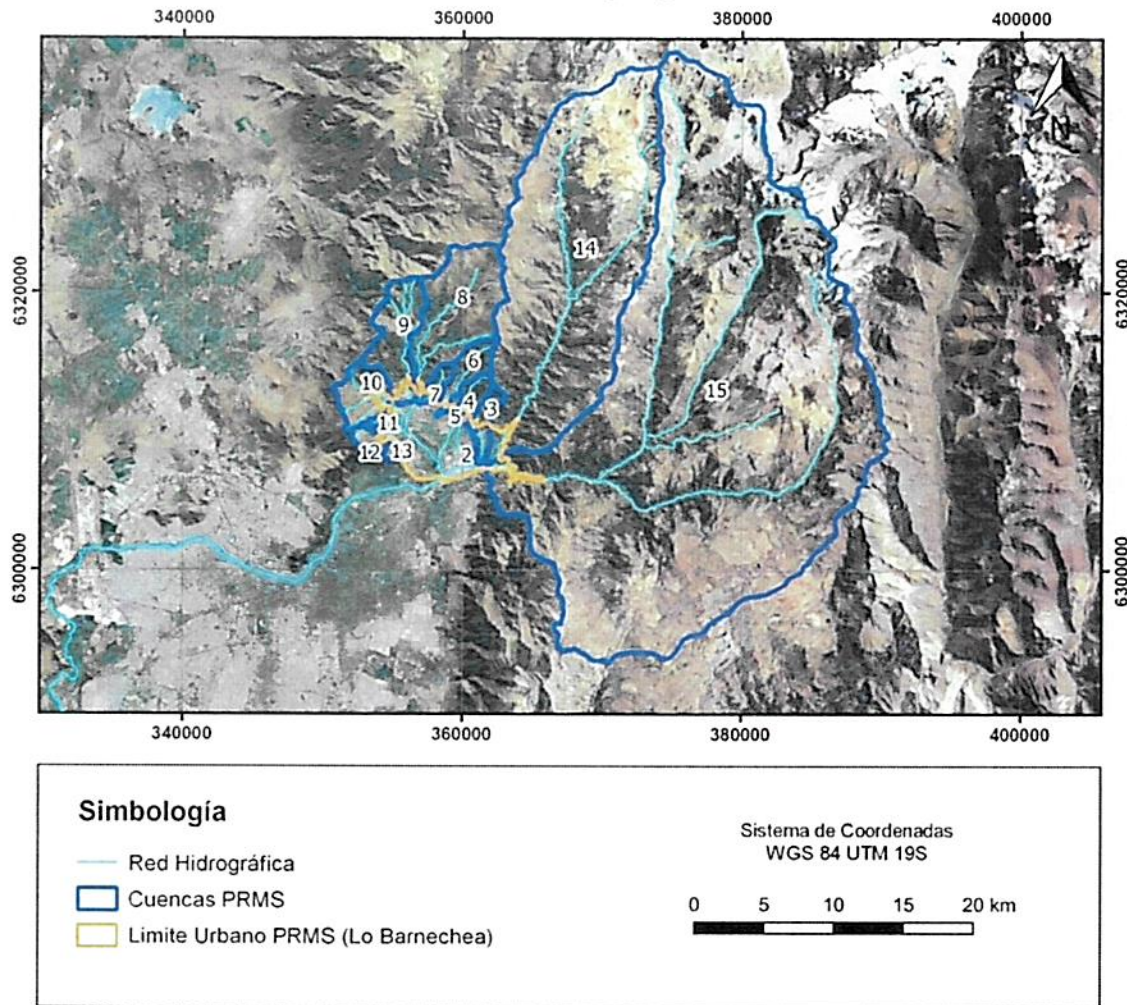 340000 360000 380000 400000
N
6320000
6320000
14
8
9
6
10
7
4
3
5
11
15
12
13
2
6300000
6300000
340000 360000 380000 400000
Simbología
Red Hidrográfica
Cuencas PRMS
Limite Urbano PRMS (Lo Barnechea)
Sistema de Coordenadas
WGS 84 UTM 19S
0 5 10 15 20 km